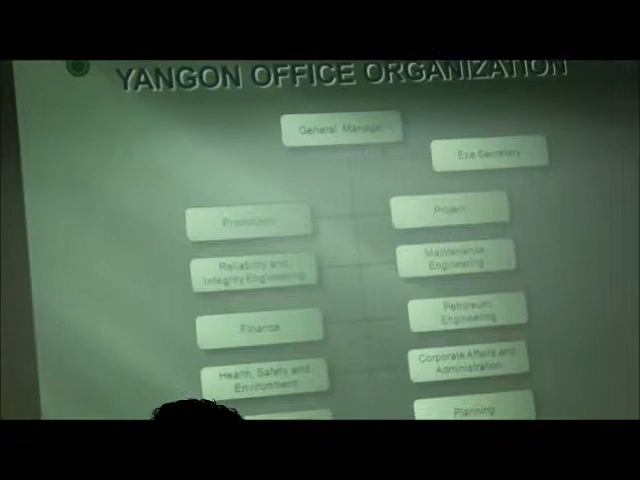 YANGON OFFICE ORGANIZATION
General Manager
Exe Secretary
Production
Project
Reliability and
Integrity Engineering
Maintenance
Engineering
Finance
Petroleum
Engineering
Health, Safety and
Environment
Corporate Affairs and
Administration
Planning